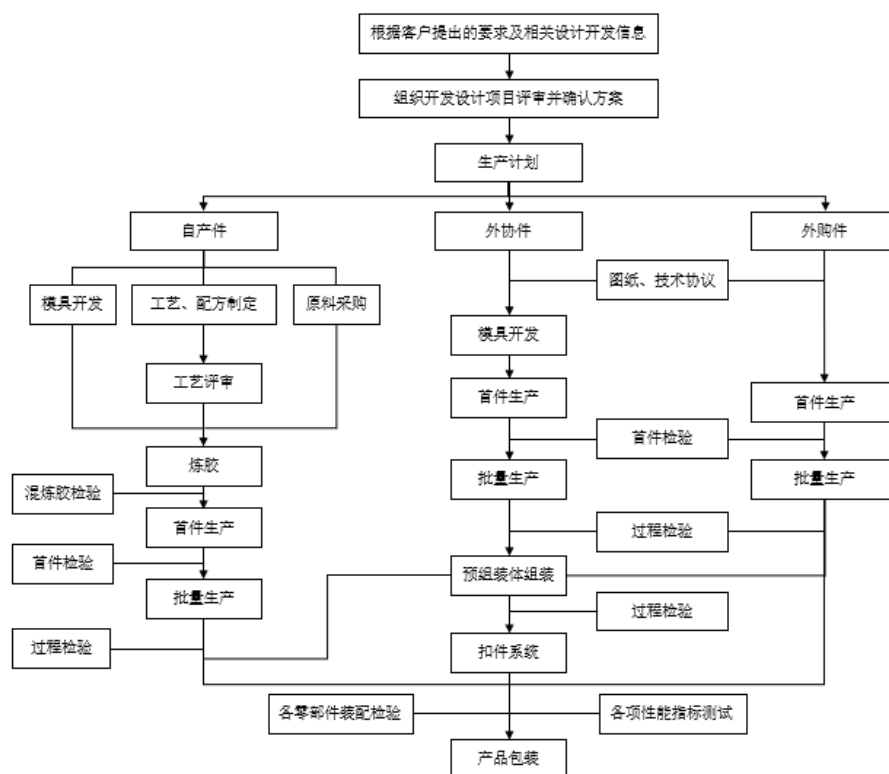 根据客户提出的要求及相关设计开发信息
组织开发设计项目评审并确认方案
生产计划
自产件
外协件
外购件
模具开发
工艺、配方制定
原料采购
图纸、技术协议
模具开发
工艺评审
首件生产
首件生产
首件检验
炼胶
批量生产
批量生产
混炼胶检验
首件生产
过程检验
首件检验
预组装体组装
批量生产
过程检验
过程检验
扣件系统
各零部件装配检验
各项性能指标测试
产品包装